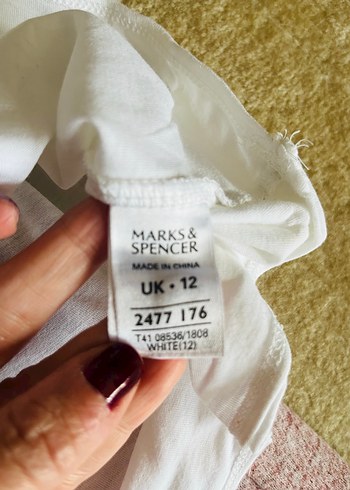 MARKS &
SPENCER
MADE IN CHINA
UK • 12
2477 176
T41 08536/1808
WHITE(12)